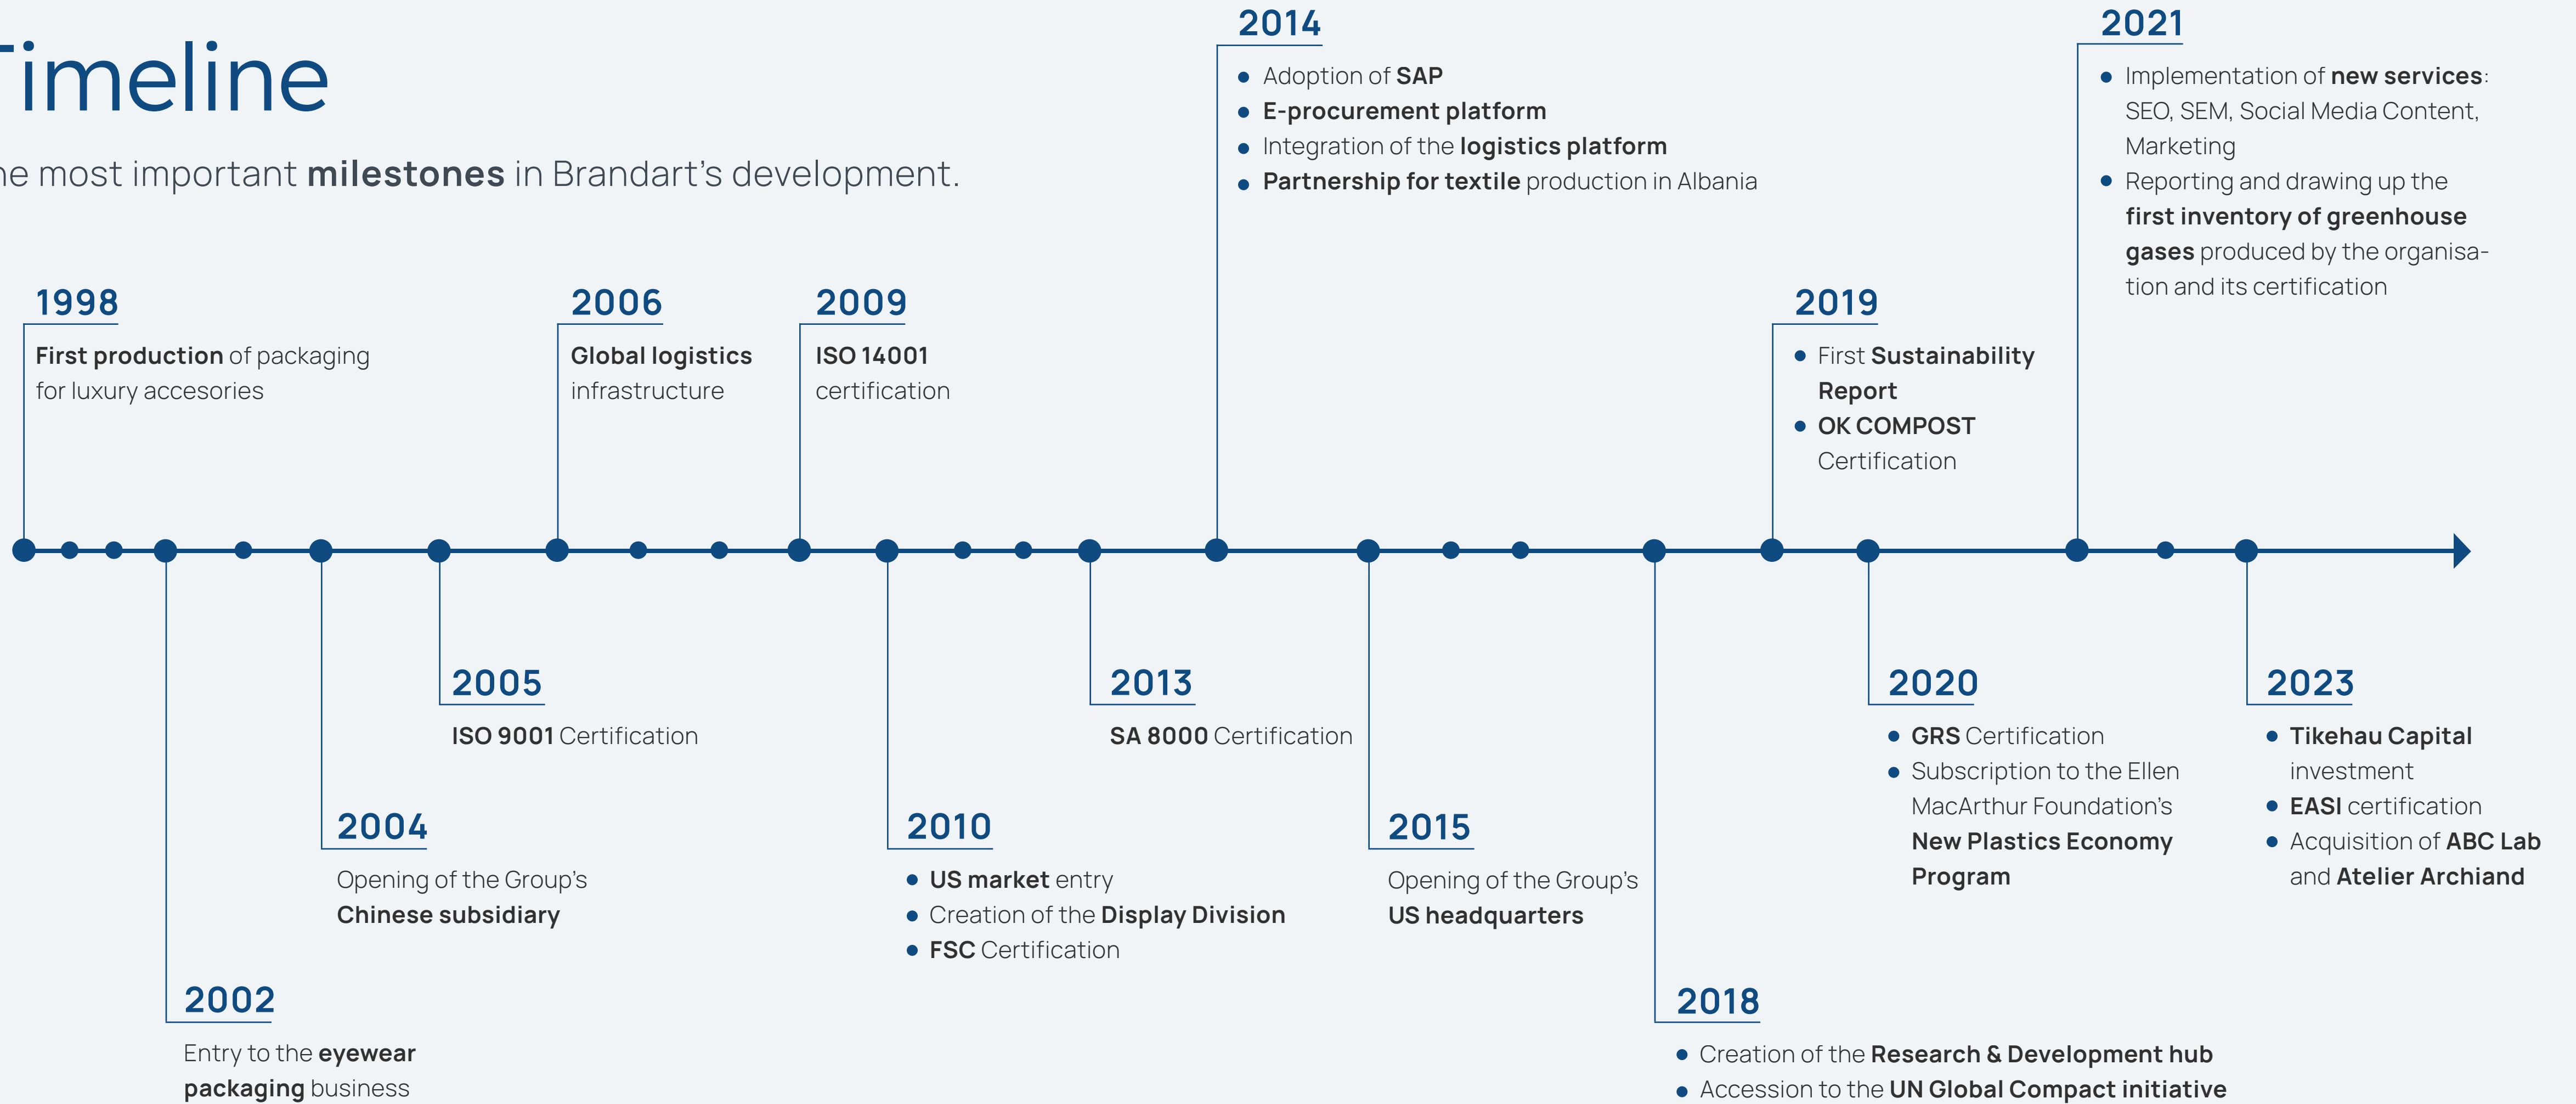 Timeline
he most important milestones in Brandart's development.
1998
First production of packaging
for luxury accesories
2002
Entry to the eyewear
packaging business
2004
Opening of the Group's
Chinese subsidiary
2005
ISO 9001 Certification
2006
Global logistics
infrastructure
2009
ISO 14001
certification
2010
US market entry
Creation of the Display Division
FSC Certification
2013
SA 8000 Certification
2014
Adoption of SAP
E-procurement platform
Integration of the logistics platform
Partnership for textile production in Albania
2015
Opening of the Group's
US headquarters
2018
Creation of the Research & Development hub
Accession to the UN Global Compact initiative
2019
First Sustainability
Report
OK COMPOST
Certification
2020
GRS Certification
Subscription to the Ellen
MacArthur Foundation's
New Plastics Economy
Program
2021
Implementation of new services:
SEO, SEM, Social Media Content,
Marketing
Reporting and drawing up the
first inventory of greenhouse
gases produced by the organisa-
tion and its certification
2023
Tikehau Capital
investment
EASI certification
Acquisition of ABC Lab
and Atelier Archiand